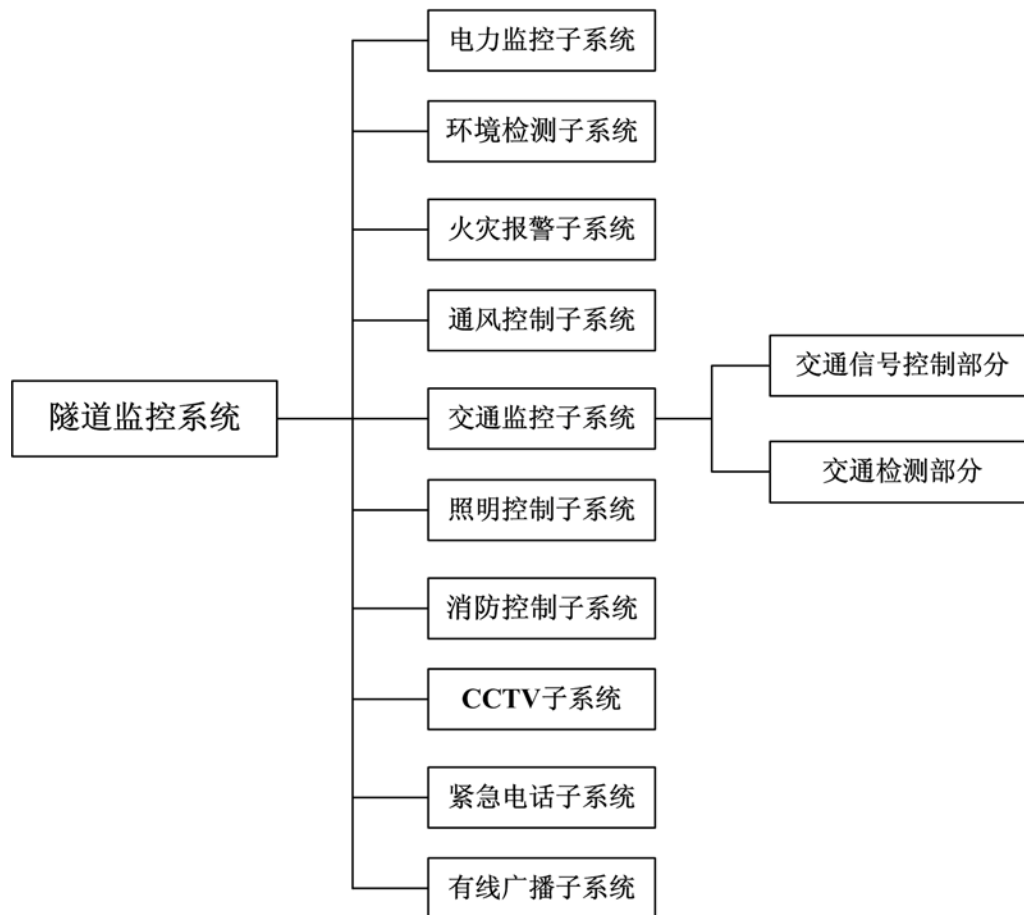 隧道监控系统
电力监控子系统
环境检测子系统
火灾报警子系统
通风控制子系统
交通监控子系统
交通信号控制部分
交通检测部分
照明控制子系统
消防控制子系统
CCTV子系统
紧急电话子系统
有线广播子系统